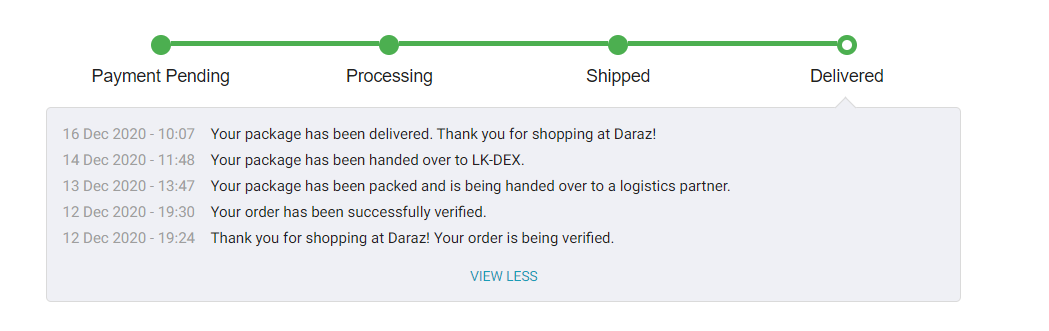 Payment Pending Processing Shipped Delivered
16 Dec 2020 - 10:07 Your package has been delivered. Thank you for shopping at Daraz!
14 Dec 2020 - 11:48 Your package has been handed over to LK-DEX.
13 Dec 2020 - 13:47 Your package has been packed and is being handed over to a logistics partner.
12 Dec 2020 - 19:30 Your order has been successfully verified.
12 Dec 2020 - 19:24 Thank you for shopping at Daraz! Your order is being verified.
VIEW LESS